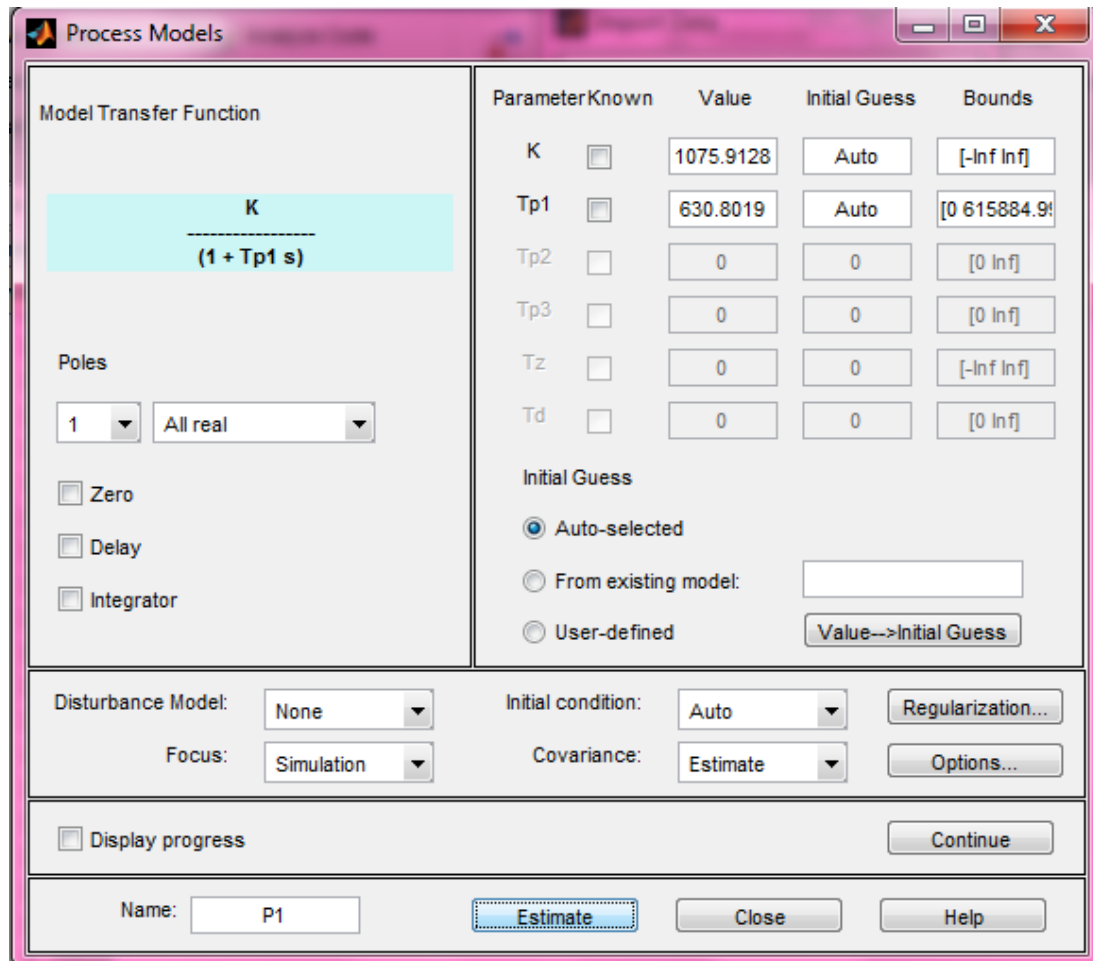 Process Models
Model Transfer Function
K
-----------------
(1 + Tp1 s)
Poles
1 All real
Zero
Delay
Integrator
Parameter Known Value Initial Guess Bounds
K 1075.9128 Auto [-Inf Inf]
Tp1 630.8019 Auto [0 615884.99
Tp2 0 0 [0 Inf]
Tp3 0 0 [0 Inf]
Tz 0 0 [-Inf Inf]
Td 0 0 [0 Inf]
Initial Guess
Auto-selected
From existing model:
User-defined Value-->Initial Guess
Disturbance Model: None Initial condition: Auto Regularization...
Focus: Simulation Covariance: Estimate Options...
Display progress Continue
Name: P1 Estimate Close Help